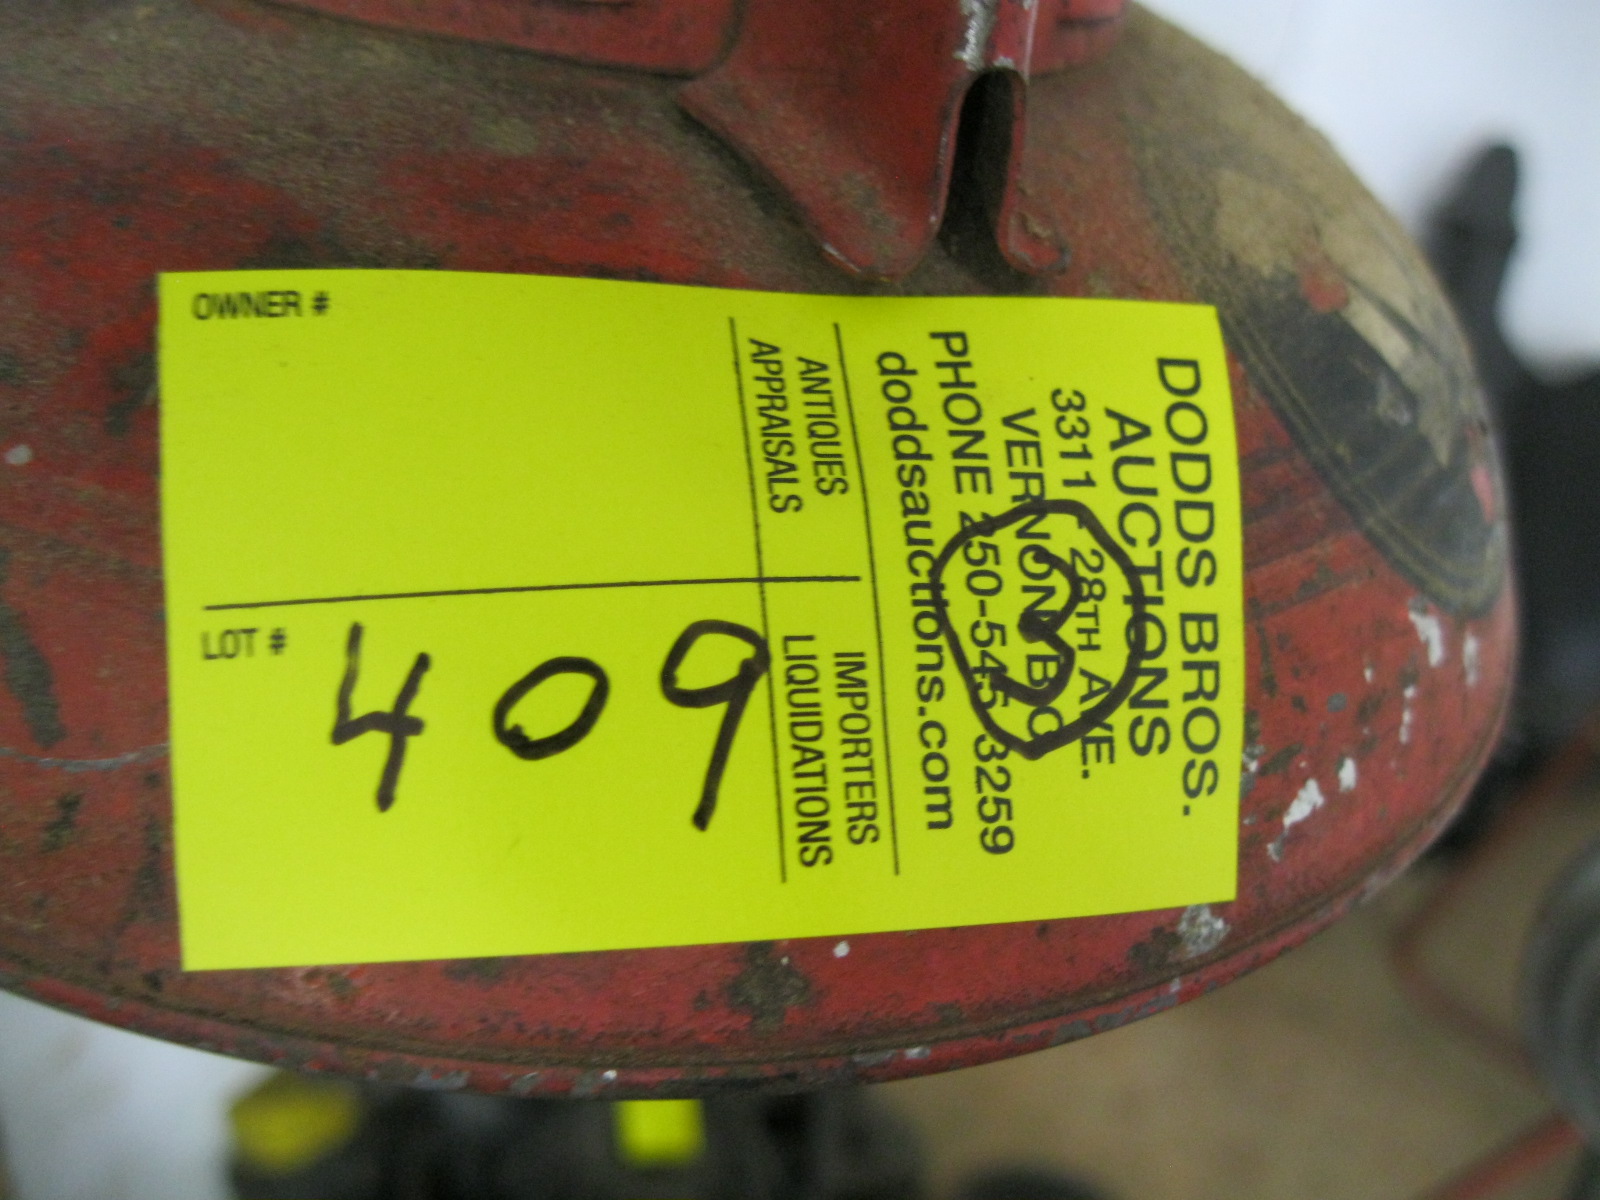 DODDS BROS.
AUCTIONS
3311 - 28TH AVE.
VERNON BC
PHONE 250-545-3259
doddsauctions.com
3
ANTIQUES IMPORTERS
APPRAISALS LIQUIDATIONS
OWNER # LOT #
409